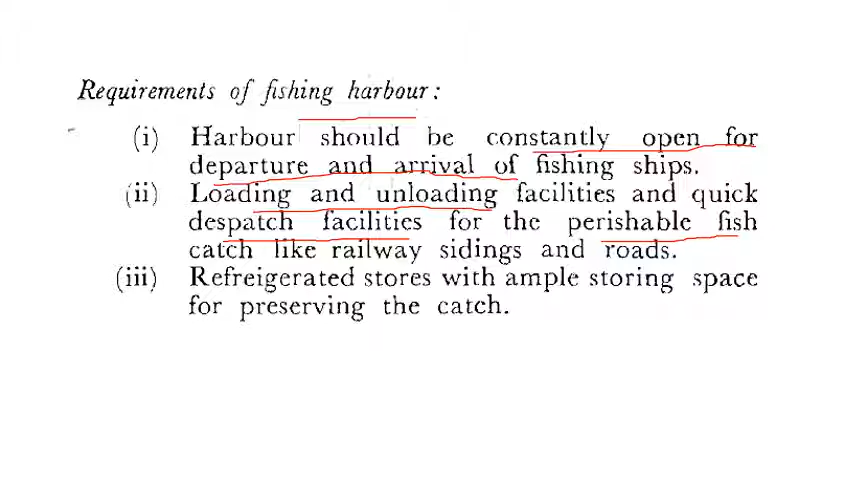 Requirements of fishing harbour :
(i) Harbour should be constantly open for
departure and arrival of fishing ships.
(ii) Loading and unloading facilities and quick
despatch facilities for the perishable fish
catch like railway sidings and roads.
(iii) Refreigerated stores with ample storing space
for preserving the catch.